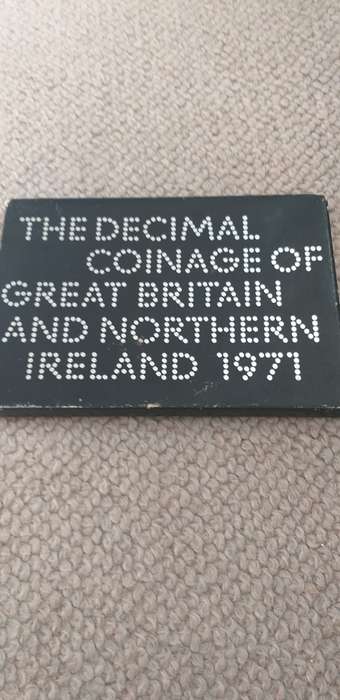 THE DECIMAL
COINAGE OF
GREAT BRITAIN
AND NORTHERN
IRELAND 1971